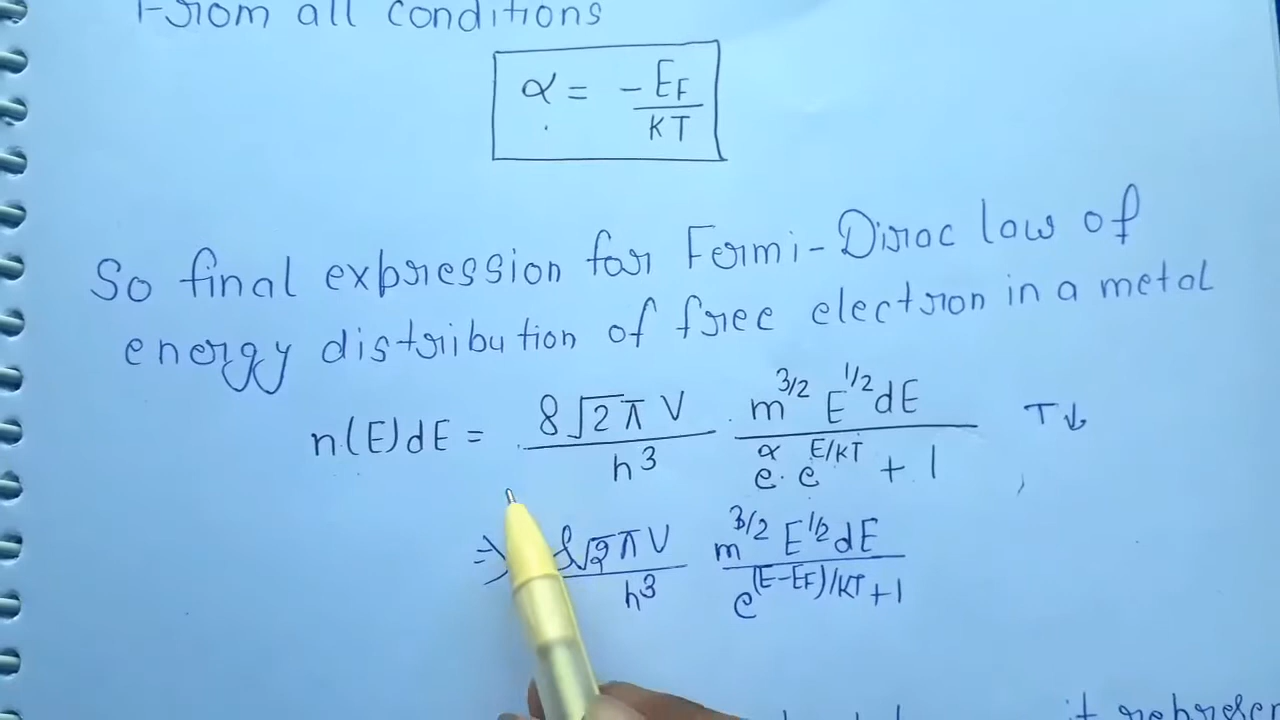 From all conditions
α = -E_F/KT
So final expression for Fermi-Dirac law of
energy distribution of free electron in a metal
n(E)dE = 8√2πV/h³ m^3/2 E^1/2 dE/e^α · e^E/KT + 1 T↓
⇒ 8√2πV/h³ m^3/2 E^1/2 dE/e^(E-E_F)/KT + 1
it